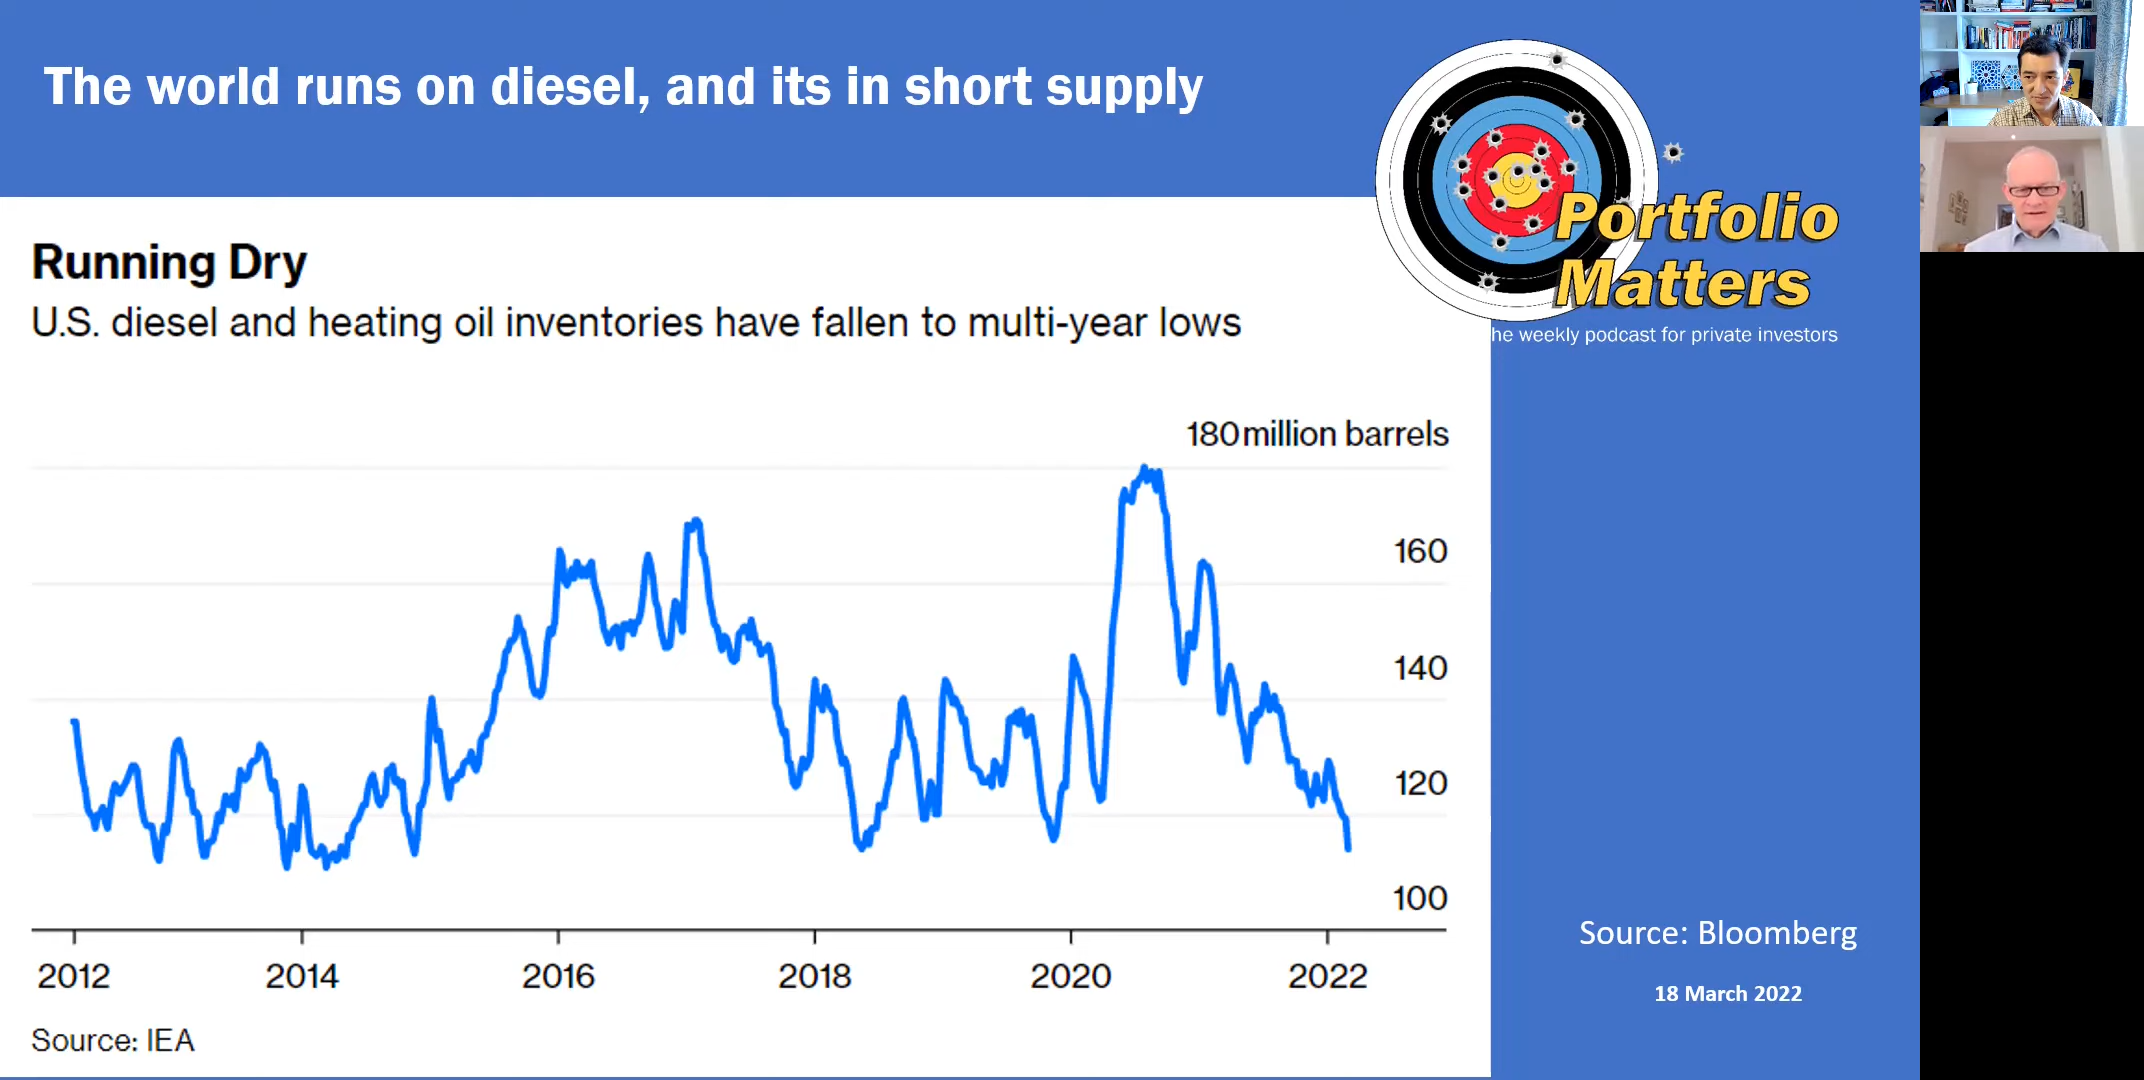 The world runs on diesel, and its in short supply
Portfolio
Matters
he weekly podcast for private investors
Running Dry
U.S. diesel and heating oil inventories have fallen to multi-year lows
180 million barrels
160
140
120
100
2012 2014 2016 2018 2020 2022
Source: IEA
Source: Bloomberg
18 March 2022